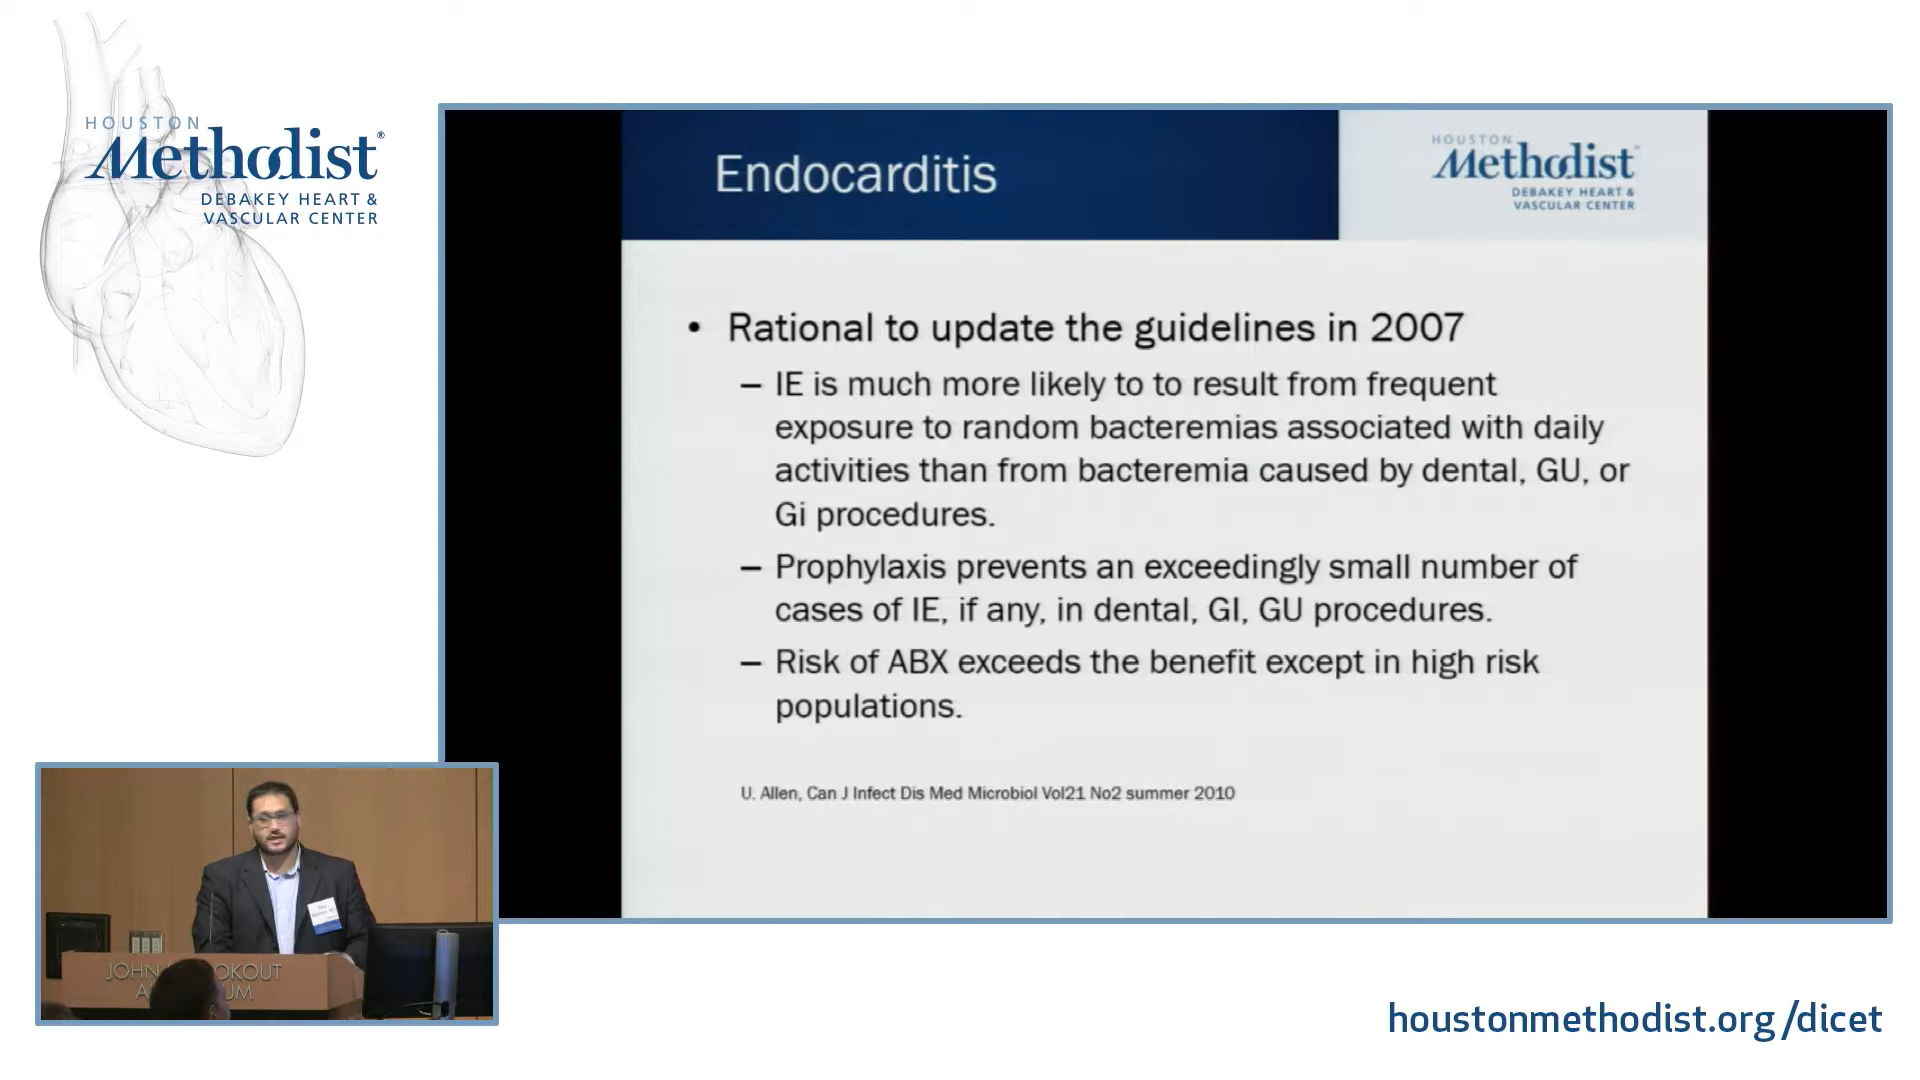 HOUSTON
Methodist®
DEBAKEY HEART &
VASCULAR CENTER
Endocarditis
HOUSTON
Methodist
DEBAKEY HEART &
VASCULAR CENTER
• Rational to update the guidelines in 2007
– IE is much more likely to to result from frequent
exposure to random bacteremias associated with daily
activities than from bacteremia caused by dental, GU, or
Gi procedures.
– Prophylaxis prevents an exceedingly small number of
cases of IE, if any, in dental, GI, GU procedures.
– Risk of ABX exceeds the benefit except in high risk
populations.
U. Allen, Can J Infect Dis Med Microbiol Vol21 No2 summer 2010
JOHN OKOUT
A UM
houstonmethodist.org/dicet